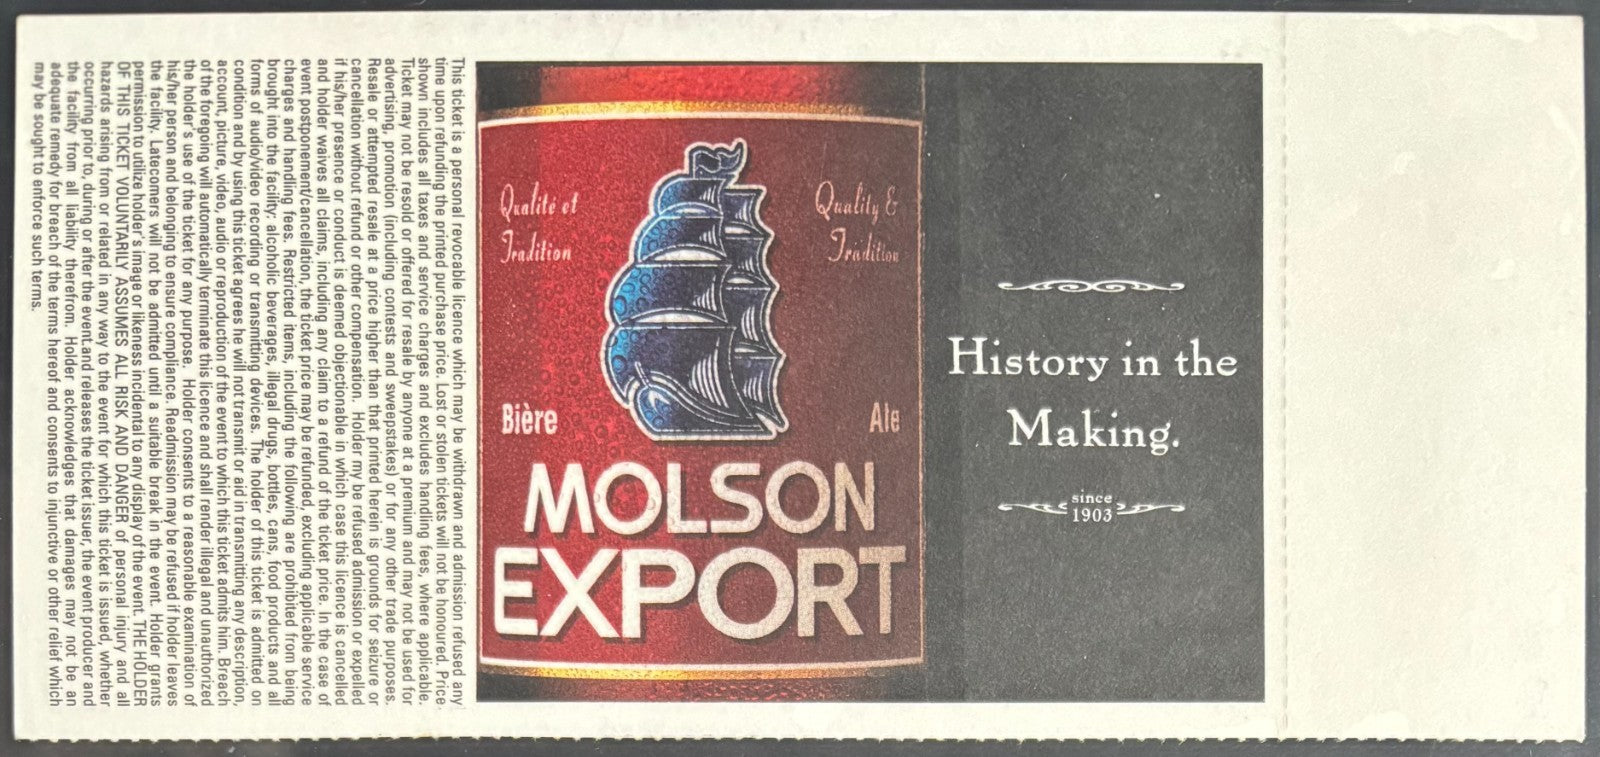 This ticket is a personal revocable licence which may be withdrawn and admission refused any
time upon refunding the printed purchase price. Lost or stolen tickets will not be honoured. Price
shown includes all taxes and service charges and excludes handling fees, where applicable.
Ticket may not be resold or offered for resale by anyone at a premium and may not be used for
advertising, promotion (including contests and sweepstakes) or for any other trade purposes.
Resale or attempted resale at a price higher than that printed herein is grounds for seizure or
cancellation without refund or other compensation. Holder may be refused admission or expelled
if his/her presence or conduct is deemed objectionable in which case this licence is cancelled
and holder waives all claims, including any claim to a refund of the ticket price. In the case of
event postponement/cancellation, the ticket price may be refunded, excluding applicable service
charges and handling fees. Restricted items, including the following are prohibited from being
brought into the facility: alcoholic beverages, illegal drugs, bottles, cans, food products and all
forms of audio/video recording or transmitting devices. The holder of this ticket is admitted on
condition and by using this ticket agrees he will not transmit or aid in transmitting any description,
account, picture, video, audio or reproduction of the event to which this ticket admits him. Breach
of the foregoing will automatically terminate this licence and shall render illegal and unauthorized
the holder's use of the ticket for any purpose. Holder consents to a reasonable examination of
his/her person and belonging to ensure compliance. Readmission may be refused if holder leaves
the facility. Latecomers will not be admitted until a suitable break in the event. Holder grants
permission to utilize holder's image or likeness incidental to any display of the event. THE HOLDER
OF THIS TICKET VOLUNTARILY ASSUMES ALL RISK AND DANGER of personal injury and all
hazards arising from or related in any way to the event for which this ticket is issued, whether
occurring prior to, during or after the event and releases the ticket issuer, the event producer and
the facility from all liability therefrom. Holder acknowledges that damages may not be an
adequate remedy for breach of the terms hereof and consents to injunctive or other relief which
may be sought to enforce such terms.
Qualité et
Tradition
Quality &
Tradition
Bière
Ale
MOLSON
EXPORT
History in the
Making.
since
1903